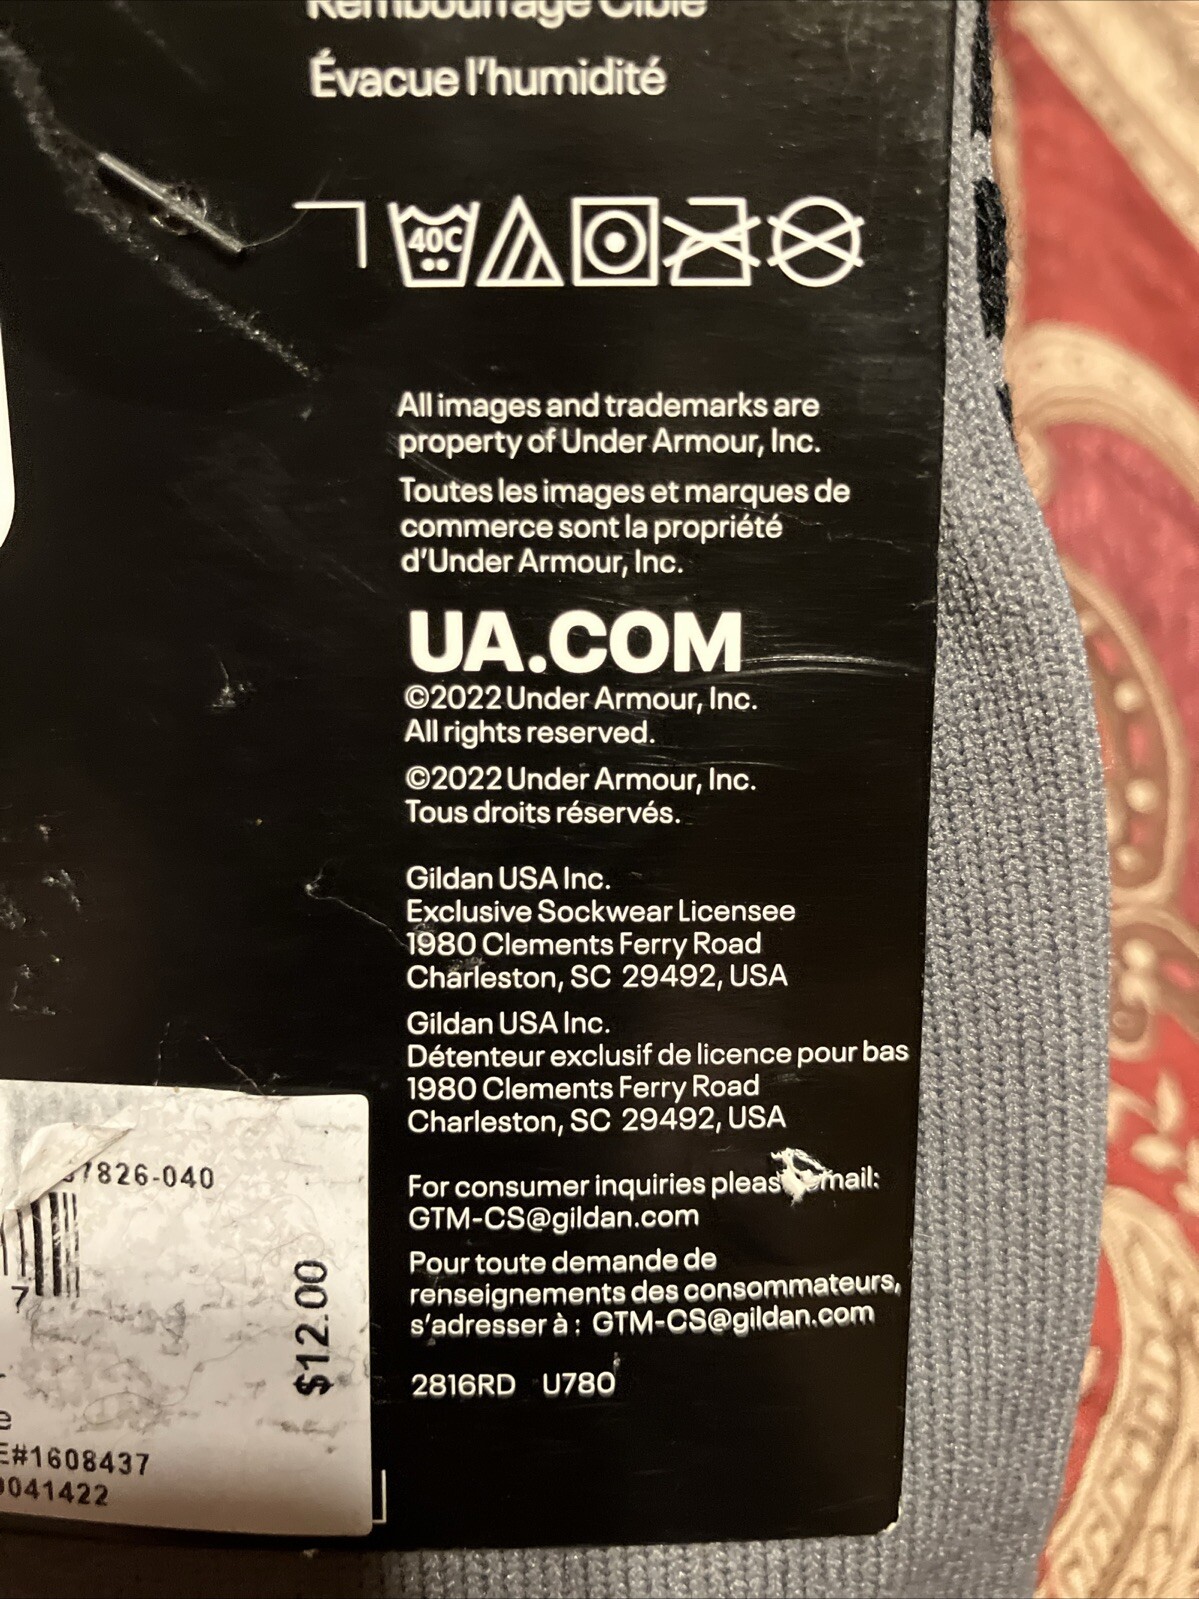 Rembourrage Ciblé
Évacue l'humidité
40C
All images and trademarks are
property of Under Armour, Inc.
Toutes les images et marques de
commerce sont la propriété
d'Under Armour, Inc.
UA.COM
©2022 Under Armour, Inc.
All rights reserved.
©2022 Under Armour, Inc.
Tous droits réservés.
Gildan USA Inc.
Exclusive Sockwear Licensee
1980 Clements Ferry Road
Charleston, SC 29492, USA
Gildan USA Inc.
Détenteur exclusif de licence pour bas
1980 Clements Ferry Road
Charleston, SC 29492, USA
For consumer inquiries please email:
GTM-CS@gildan.com
Pour toute demande de
renseignements des consommateurs,
s'adresser à : GTM-CS@gildan.com
2816RD U780
7826-040
7
$12.00
e
E#1608437
0041422